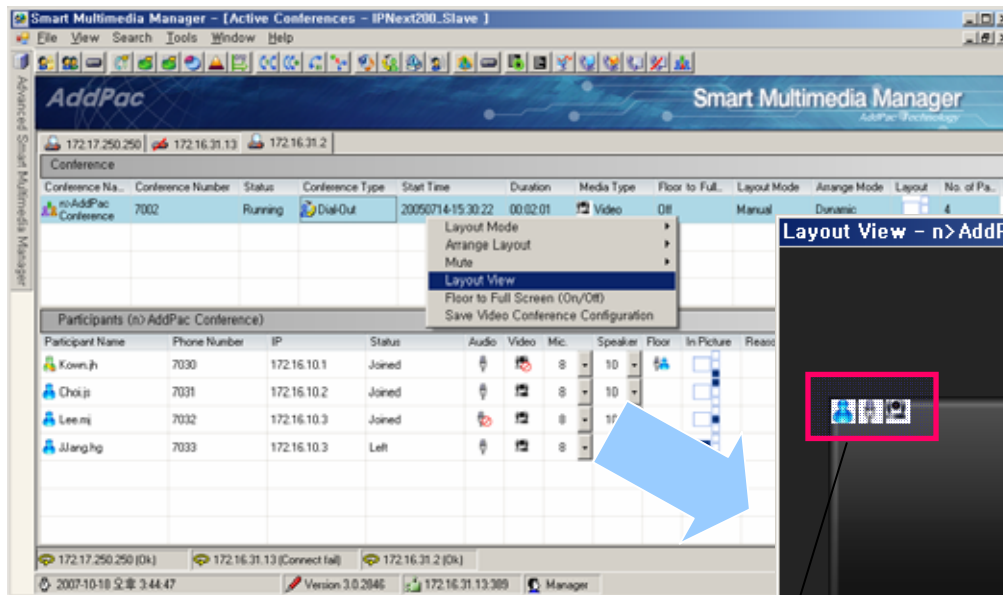 Smart Multimedia Manager - [Active Conferences - IPNext200_Slave ]
File View Search Tools Window Help
AddPac
Smart Multimedia Manager
AddPac Technology
Advanced Smart Multimedia Manager
172.17.250.250 172.16.31.13 172.16.31.2
Conference
Conference Na... Conference Number Status Conference Type Start Time Duration Media Type Floor to Full... Layout Mode Arrange Mode Layout No. of Pa...
n>AddPac Conference 7002 Running Dial-Out 20050714-15:30:22 00:02:01 Video Off Manual Dynamic 4
Layout Mode
Arrange Layout
Mute
Layout View
Floor to Full Screen (On/Off)
Save Video Conference Configuration
Layout View - n>AddP
Participants (n>AddPac Conference)
Participant Name Phone Number IP Status Audio Video Mic. Speaker Floor In Picture Reaso
Kown.jh 7030 172.16.10.1 Joined 8 10
Choi.js 7031 172.16.10.2 Joined 8 10
Lee.mj 7032 172.16.10.3 Joined 8 10
JJang.hg 7033 172.16.10.3 Left 8
172.17.250.250 (Ok) 172.16.31.13 (Connect fail) 172.16.31.2 (Ok)
2007-10-18 오후 3:44:47 Version 3.0.2846 172.16.31.13:389 Manager